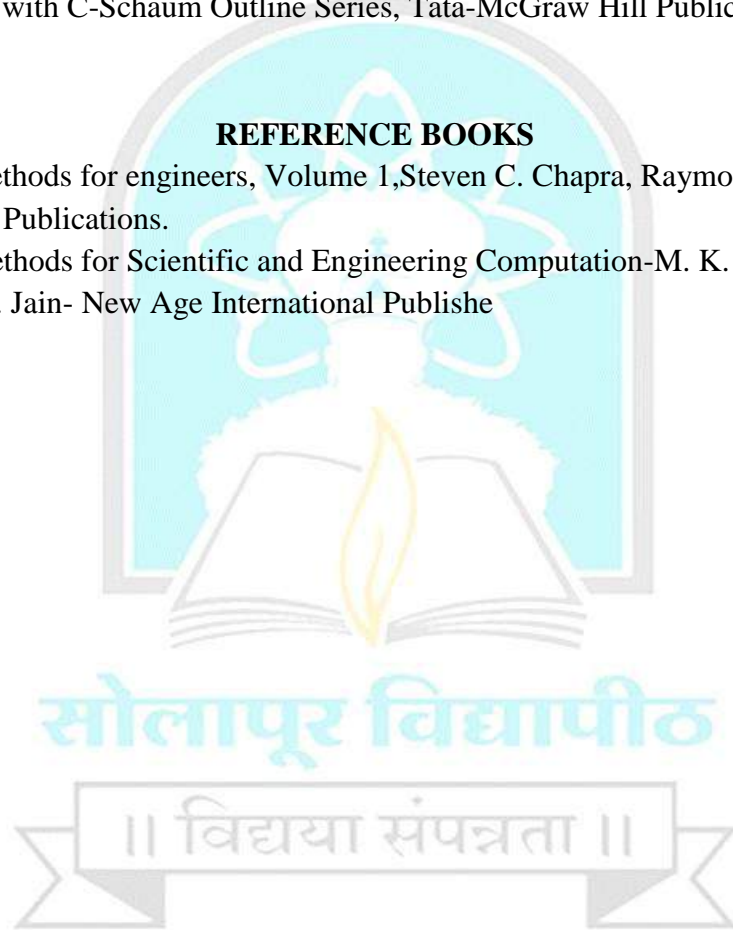 with C-Schaum Outline Series, Tata-McGraw Hill Public
REFERENCE BOOKS
ethods for engineers, Volume 1,Steven C. Chapra, Raymo
Publications.
ethods for Scientific and Engineering Computation-M. K.
. Jain- New Age International Publishe
सोलापूर विद्यापीठ
|| विद्यया संपन्नता ||